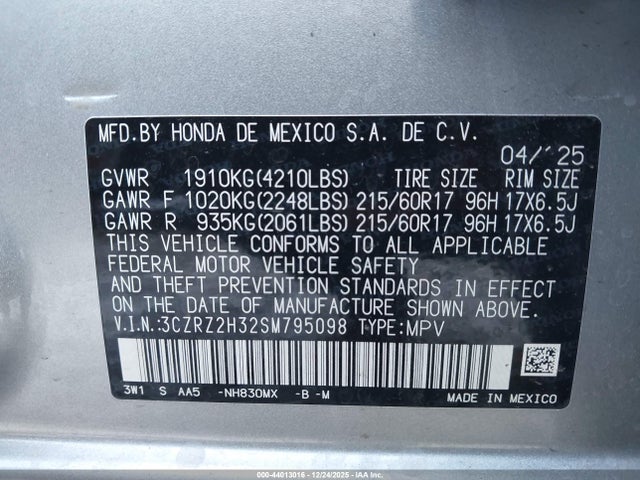 MFD.BY HONDA DE MEXICO S.A. DE C.V.
04/'25
GVWR 1910KG(4210LBS) TIRE SIZE RIM SIZE
GAWR F 1020KG(2248LBS) 215/60R17 96H 17X6.5J
GAWR R 935KG(2061LBS) 215/60R17 96H 17X6.5J
THIS VEHICLE CONFORMS TO ALL APPLICABLE
FEDERAL MOTOR VEHICLE SAFETY
AND THEFT PREVENTION STANDARDS IN EFFECT
ON THE DATE OF MANUFACTURE SHOWN ABOVE.
V.I.N.:3CZRZ2H32SM795098 TYPE:MPV
3W1 S AA5 -NH830MX -B -M
MADE IN MEXICO
000-44013016 - 12/24/2025 - IAAI.COM